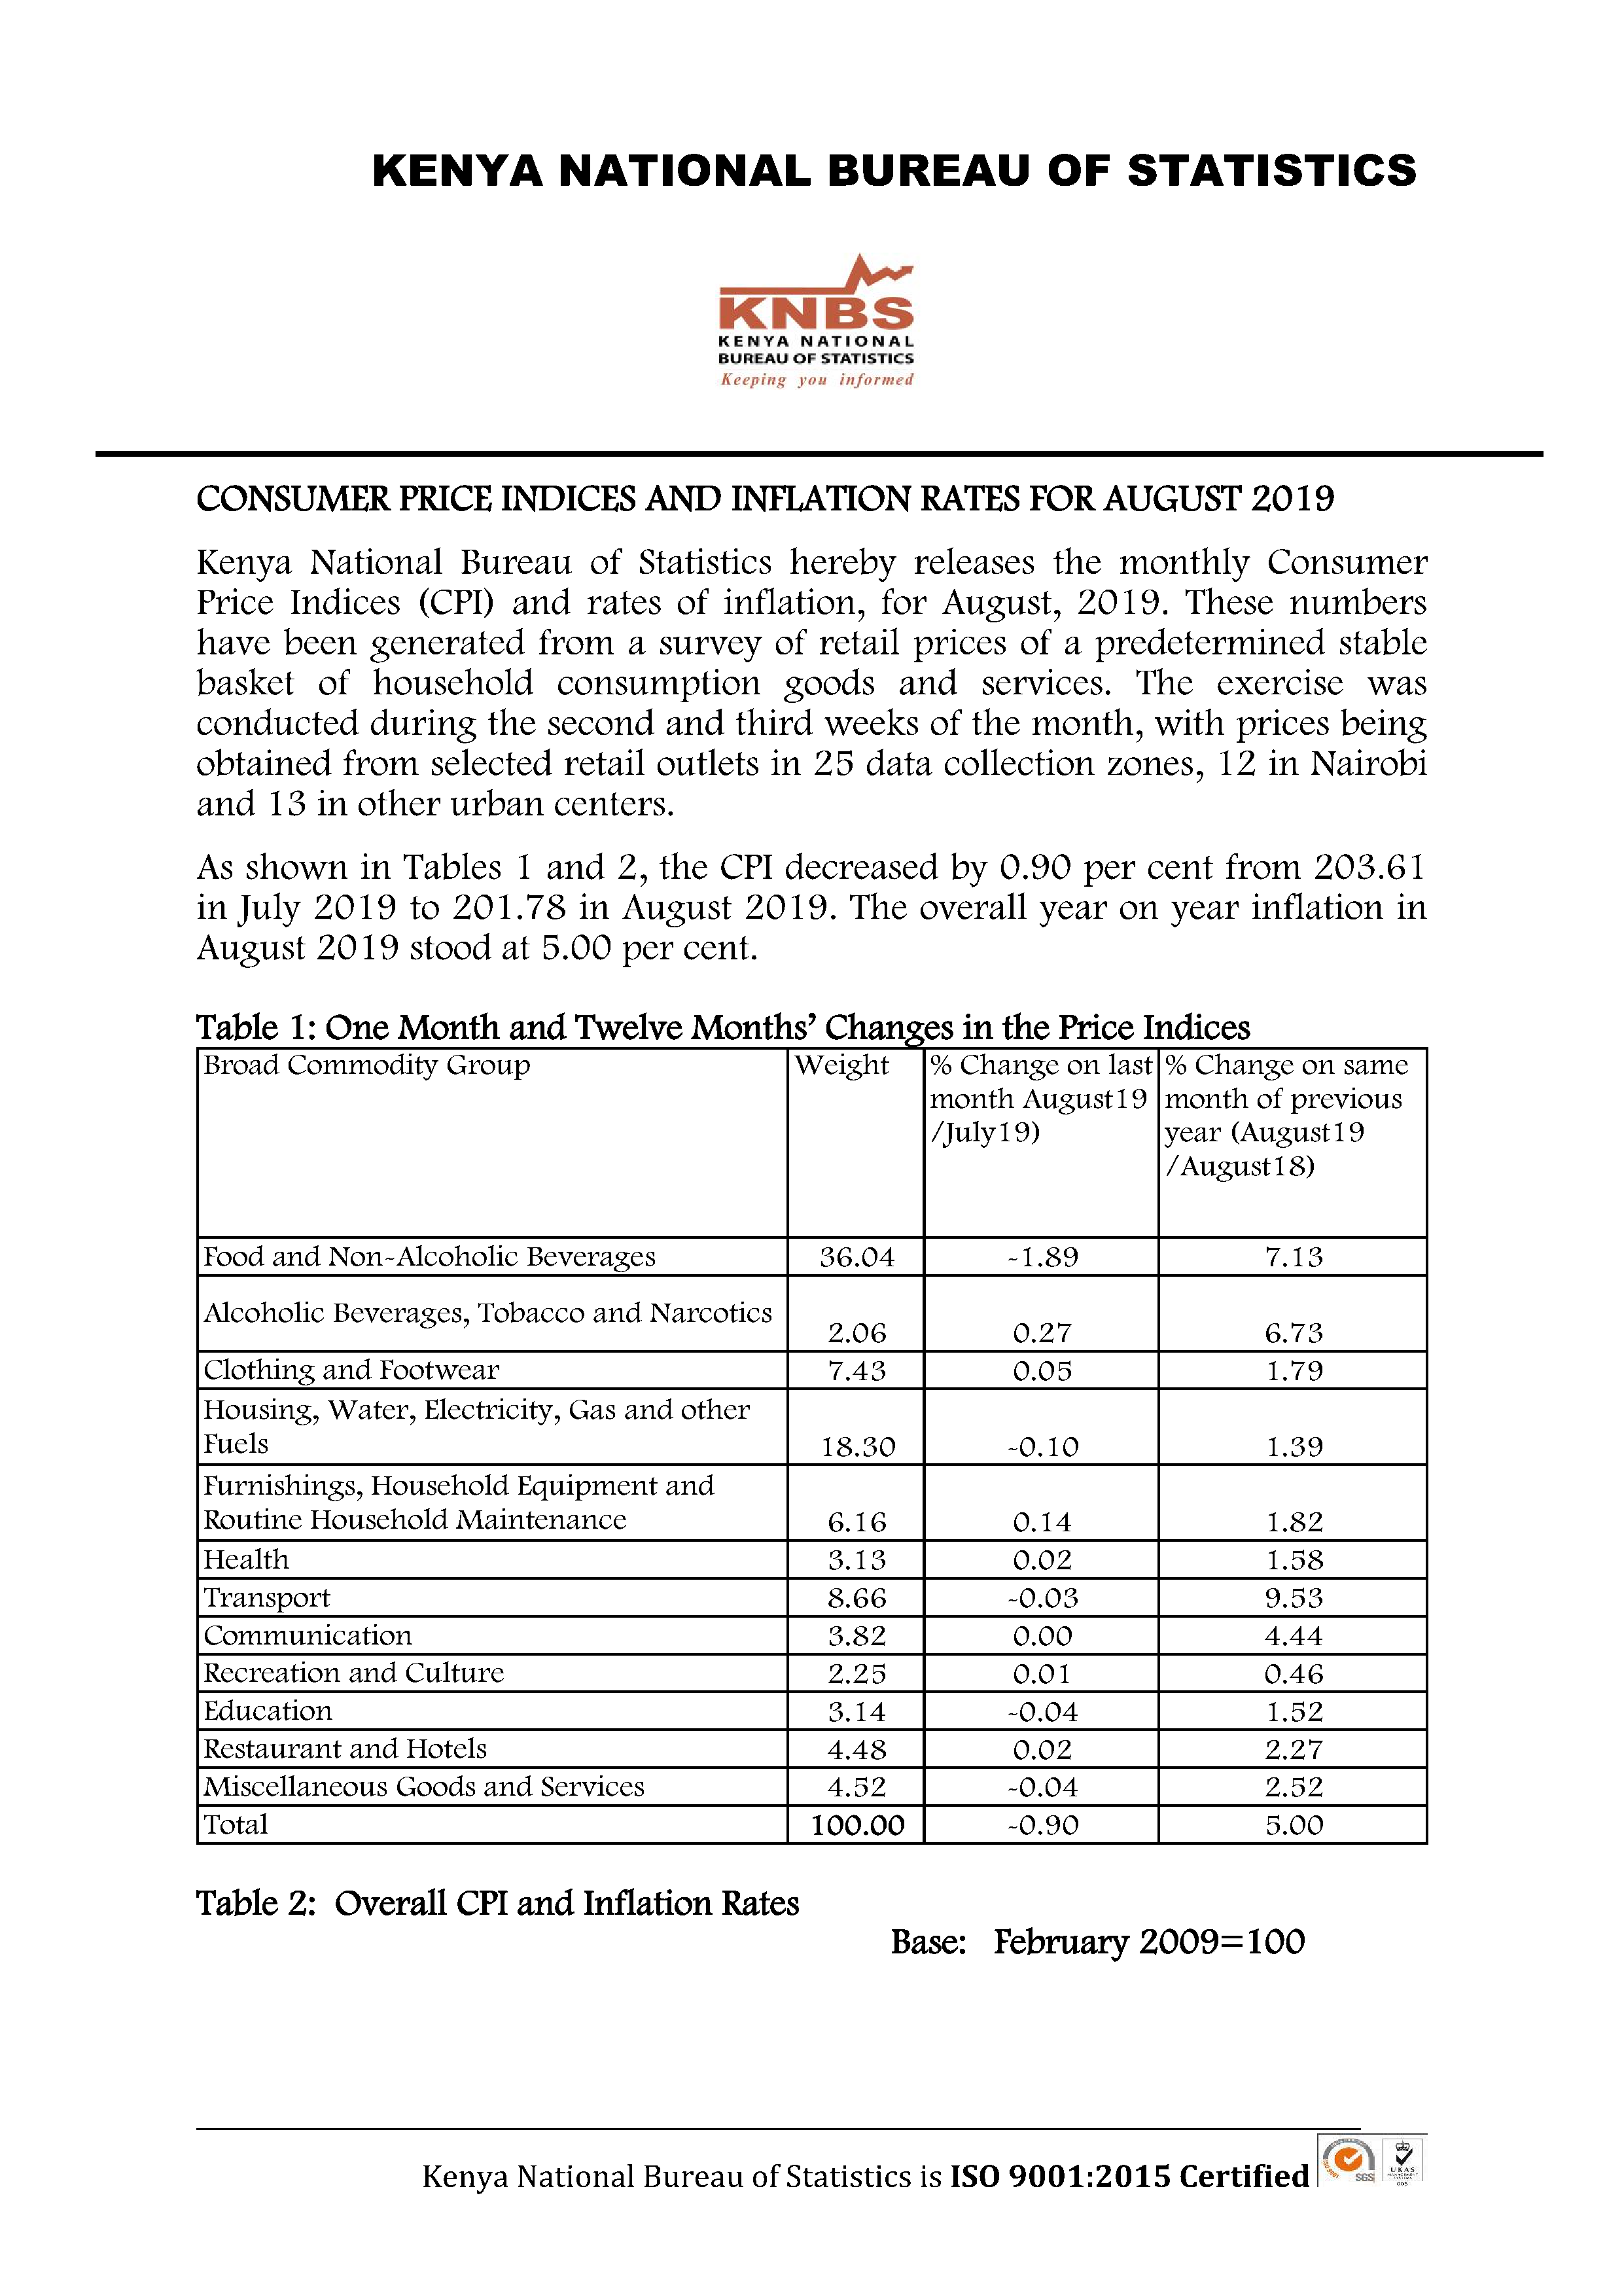 KENYA NATIONAL BUREAU OF STATISTICS
KNBS
KENYA NATIONAL
BUREAU OF STATISTICS
Keeping you informed
CONSUMER PRICE INDICES AND INFLATION RATES FOR AUGUST 2019
Kenya National Bureau of Statistics hereby releases the monthly Consumer
Price Indices (CPI) and rates of inflation, for August, 2019. These numbers
have been generated from a survey of retail prices of a predetermined stable
basket of household consumption goods and services. The exercise was
conducted during the second and third weeks of the month, with prices being
obtained from selected retail outlets in 25 data collection zones, 12 in Nairobi
and 13 in other urban centers.
As shown in Tables 1 and 2, the CPI decreased by 0.90 per cent from 203.61
in July 2019 to 201.78 in August 2019. The overall year on year inflation in
August 2019 stood at 5.00 per cent.
Table 1: One Month and Twelve Months’ Changes in the Price Indices
Broad Commodity Group Weight % Change on last % Change on same
month August19 month of previous
/July19) year (August19
/August18)
Food and Non-Alcoholic Beverages 36.04 -1.89 7.13
Alcoholic Beverages, Tobacco and Narcotics 2.06 0.27 6.73
Clothing and Footwear 7.43 0.05 1.79
Housing, Water, Electricity, Gas and other
Fuels 18.30 -0.10 1.39
Furnishings, Household Equipment and
Routine Household Maintenance 6.16 0.14 1.82
Health 3.13 0.02 1.58
Transport 8.66 -0.03 9.53
Communication 3.82 0.00 4.44
Recreation and Culture 2.25 0.01 0.46
Education 3.14 -0.04 1.52
Restaurant and Hotels 4.48 0.02 2.27
Miscellaneous Goods and Services 4.52 -0.04 2.52
Total 100.00 -0.90 5.00
Table 2: Overall CPI and Inflation Rates
Base: February 2009=100
Kenya National Bureau of Statistics is ISO 9001:2015 Certified
SGS
UKAS